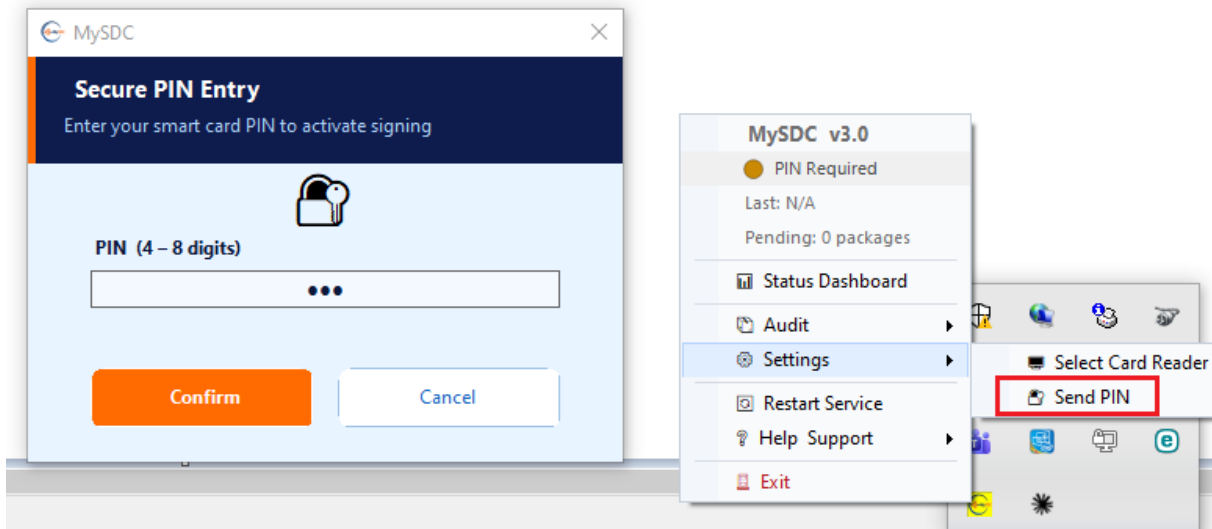 MySDC
Secure PIN Entry
Enter your smart card PIN to activate signing
PIN (4 – 8 digits)
Confirm
Cancel
MySDC v3.0
PIN Required
Last: N/A
Pending: 0 packages
Status Dashboard
Audit
Settings
Restart Service
Help Support
Exit
Select Card Reader
Send PIN